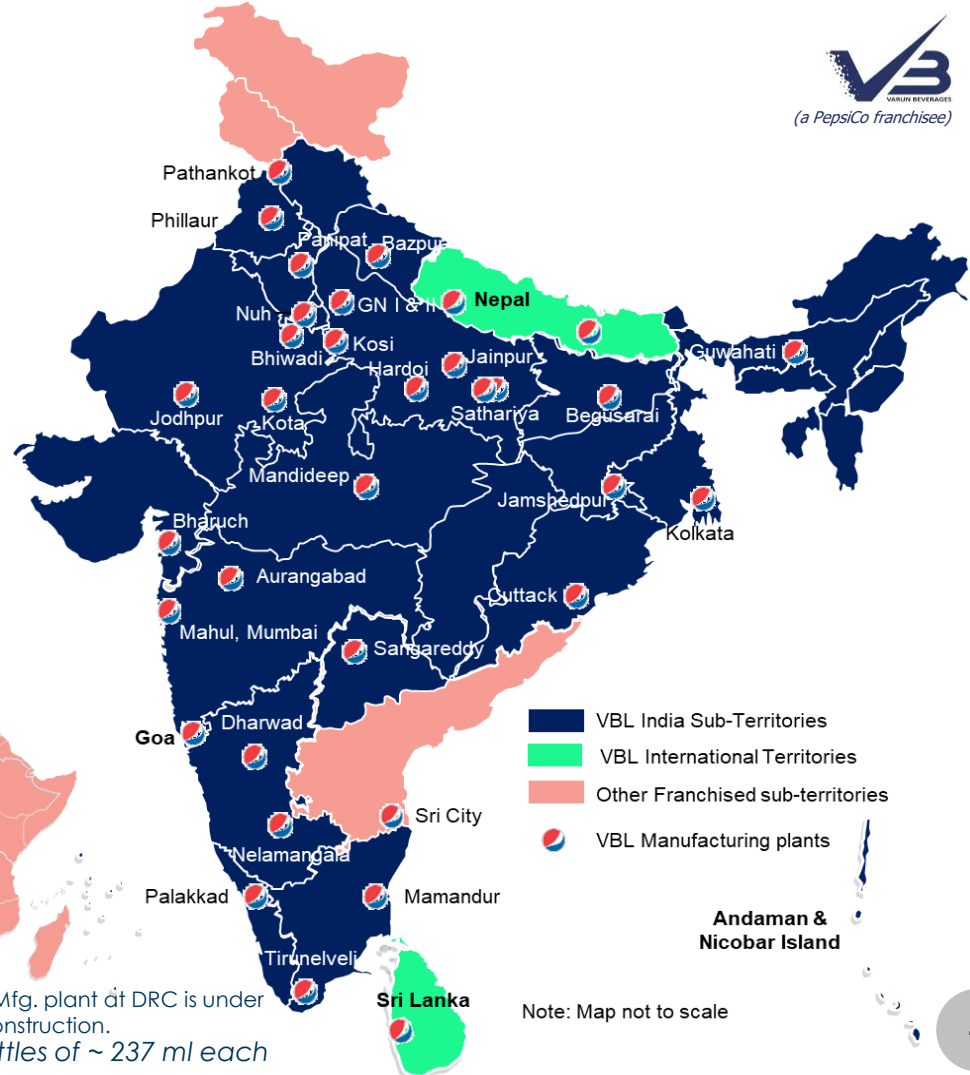 VB
VARUN BEVERAGES
(a PepsiCo franchisee)
Pathankot
Phillaur
Panipat
Bazpur
Nepal
Nuh
GN I & II
Bhiwadi
Kosi
Guwahati
Jainpur
Hardoi
Jodhpur
Kota
Sathariya
Begusarai
Mandideep
Jamshedpur
Kolkata
Bharuch
Aurangabad
Cuttack
Mahul, Mumbai
Sangareddy
Goa
Dharwad
VBL India Sub-Territories
VBL International Territories
Other Franchised sub-territories
VBL Manufacturing plants
Sri City
Nelamangala
Palakkad
Mamandur
Andaman &
Nicobar Island
Tirunelveli
Sri Lanka
Note: Map not to scale
Mfg. plant at DRC is under
onstruction.
ttles of ~ 237 ml each